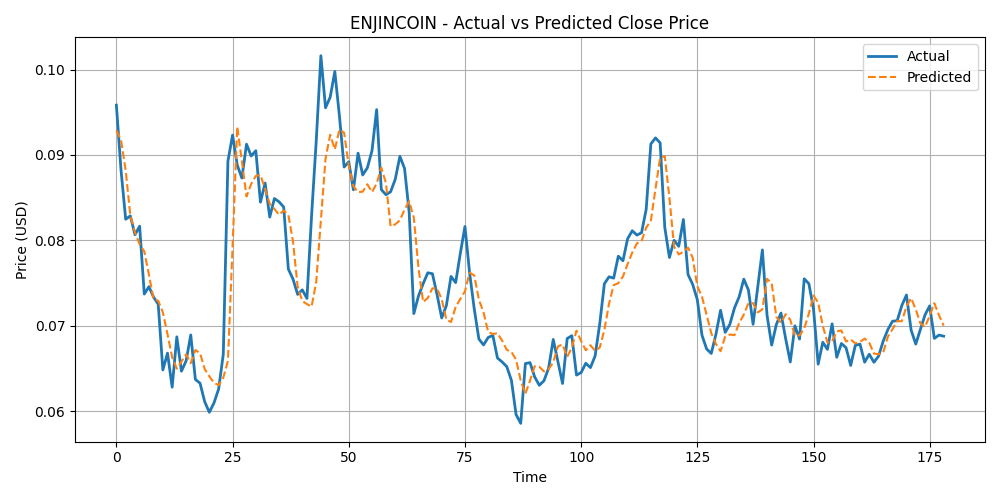 ENJINCOIN - Actual vs Predicted Close Price
Actual
Predicted
Price (USD)
0.10
0.09
0.08
0.07
0.06
0 25 50 75 100 125 150 175
Time